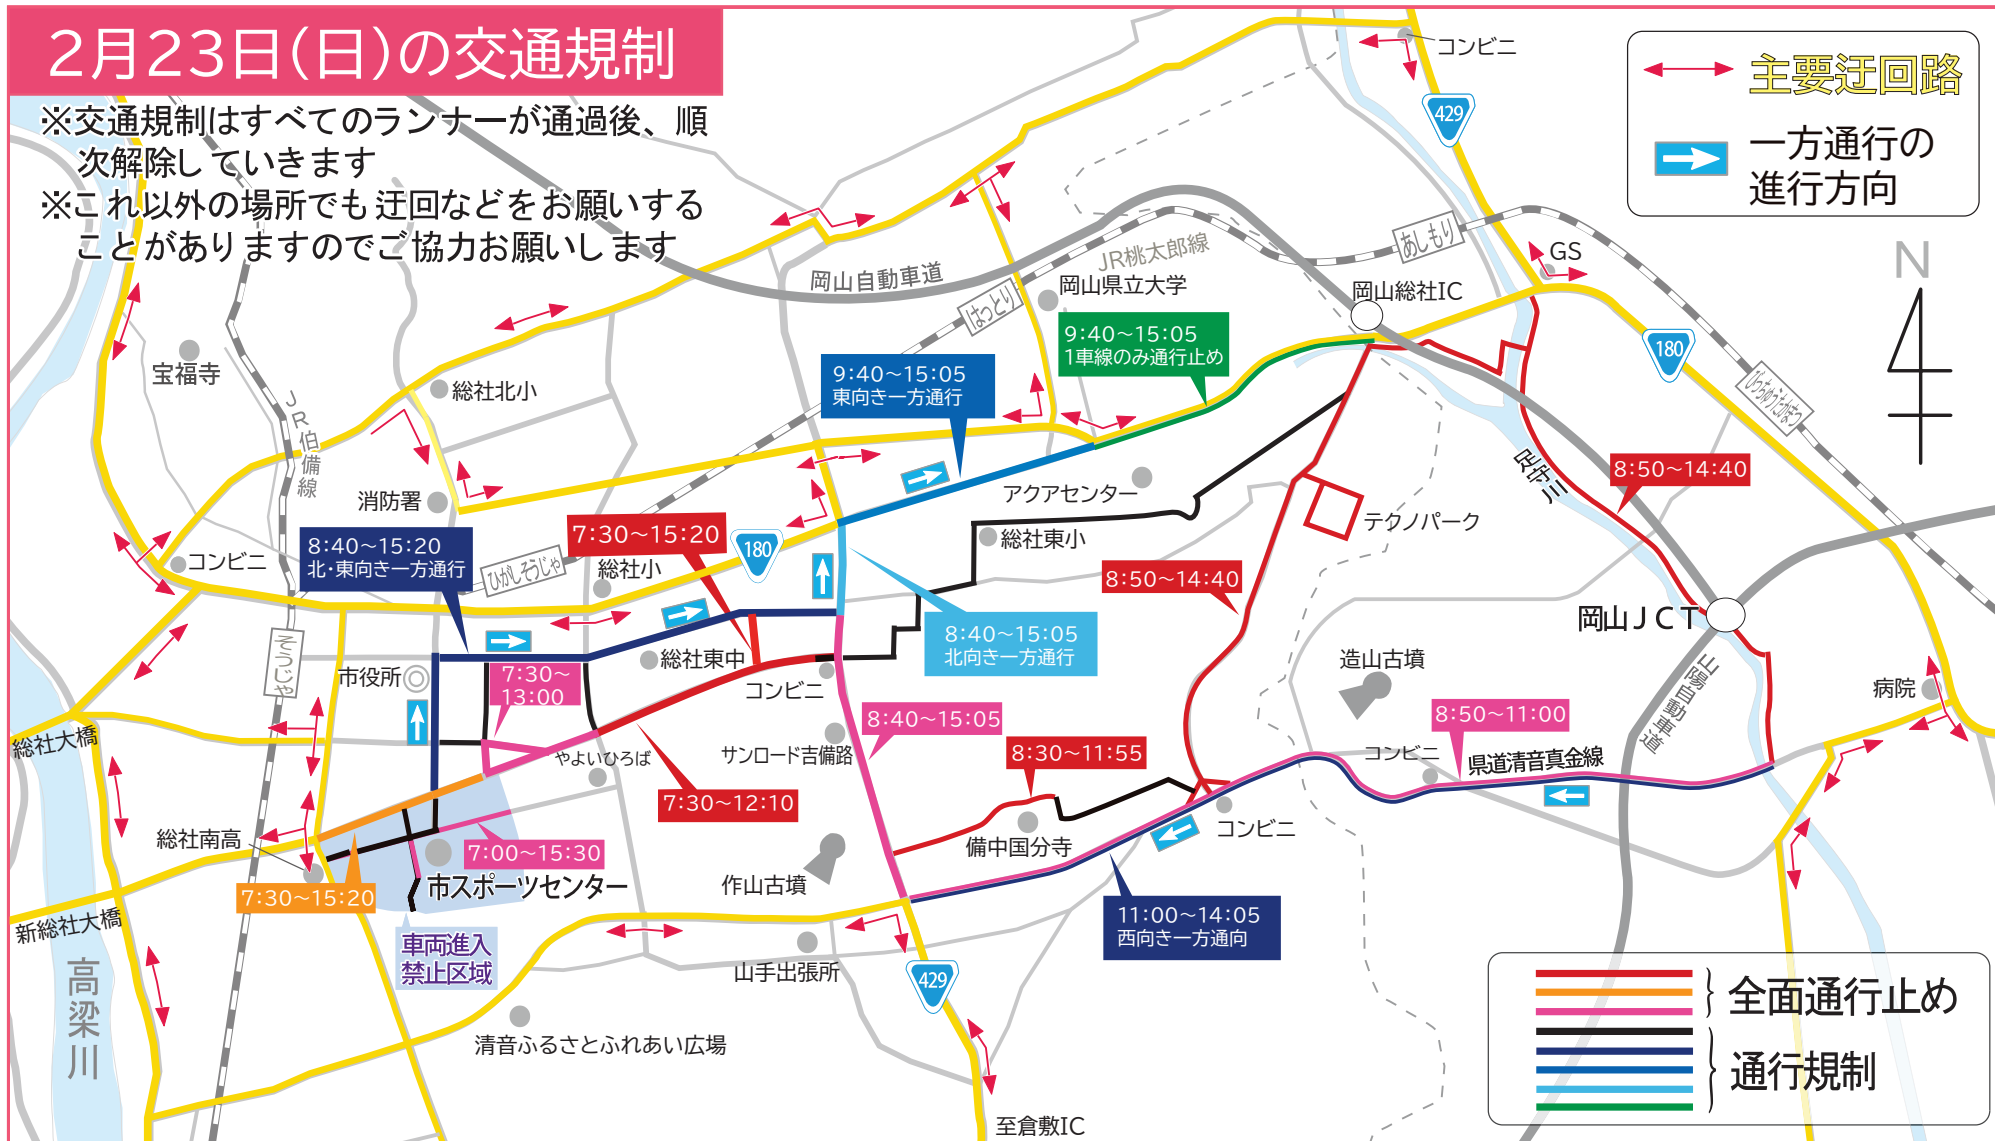 2月23日(日)の交通規制
※交通規制はすべてのランナーが通過後、順
次解除していきます
※これ以外の場所でも迂回などをお願いする
ことがありますのでご協力お願いします
主要迂回路
一方通行の
進行方向
N
コンビニ
429
GS
あしもり
JR桃太郎線
岡山自動車道
はっとり
岡山県立大学
岡山総社IC
180
びっちゅうたかまつ
9:40～15:05
1車線のみ通行止め
9:40～15:05
東向き一方通行
宝福寺
JR伯備線
総社北小
消防署
アクアセンター
足守川
8:50～14:40
テクノパーク
コンビニ
8:40～15:20
北・東向き一方通行
7:30～15:20
180
ひがしそうじゃ
総社小
総社東小
8:50～14:40
岡山JCT
8:40～15:05
北向き一方通行
そうじゃ
市役所
7:30～
13:00
総社東中
コンビニ
造山古墳
山陽自動車道
病院
総社大橋
8:40～15:05
8:50～11:00
サンロード吉備路
やよいひろば
8:30～11:55
コンビニ
県道清音真金線
7:30～12:10
総社南高
備中国分寺
コンビニ
7:00～15:30
7:30～15:20
市スポーツセンター
作山古墳
新総社大橋
11:00～14:05
西向き一方通向
車両進入
禁止区域
高梁川
山手出張所
429
清音ふるさとふれあい広場
至倉敷IC
全面通行止め
通行規制